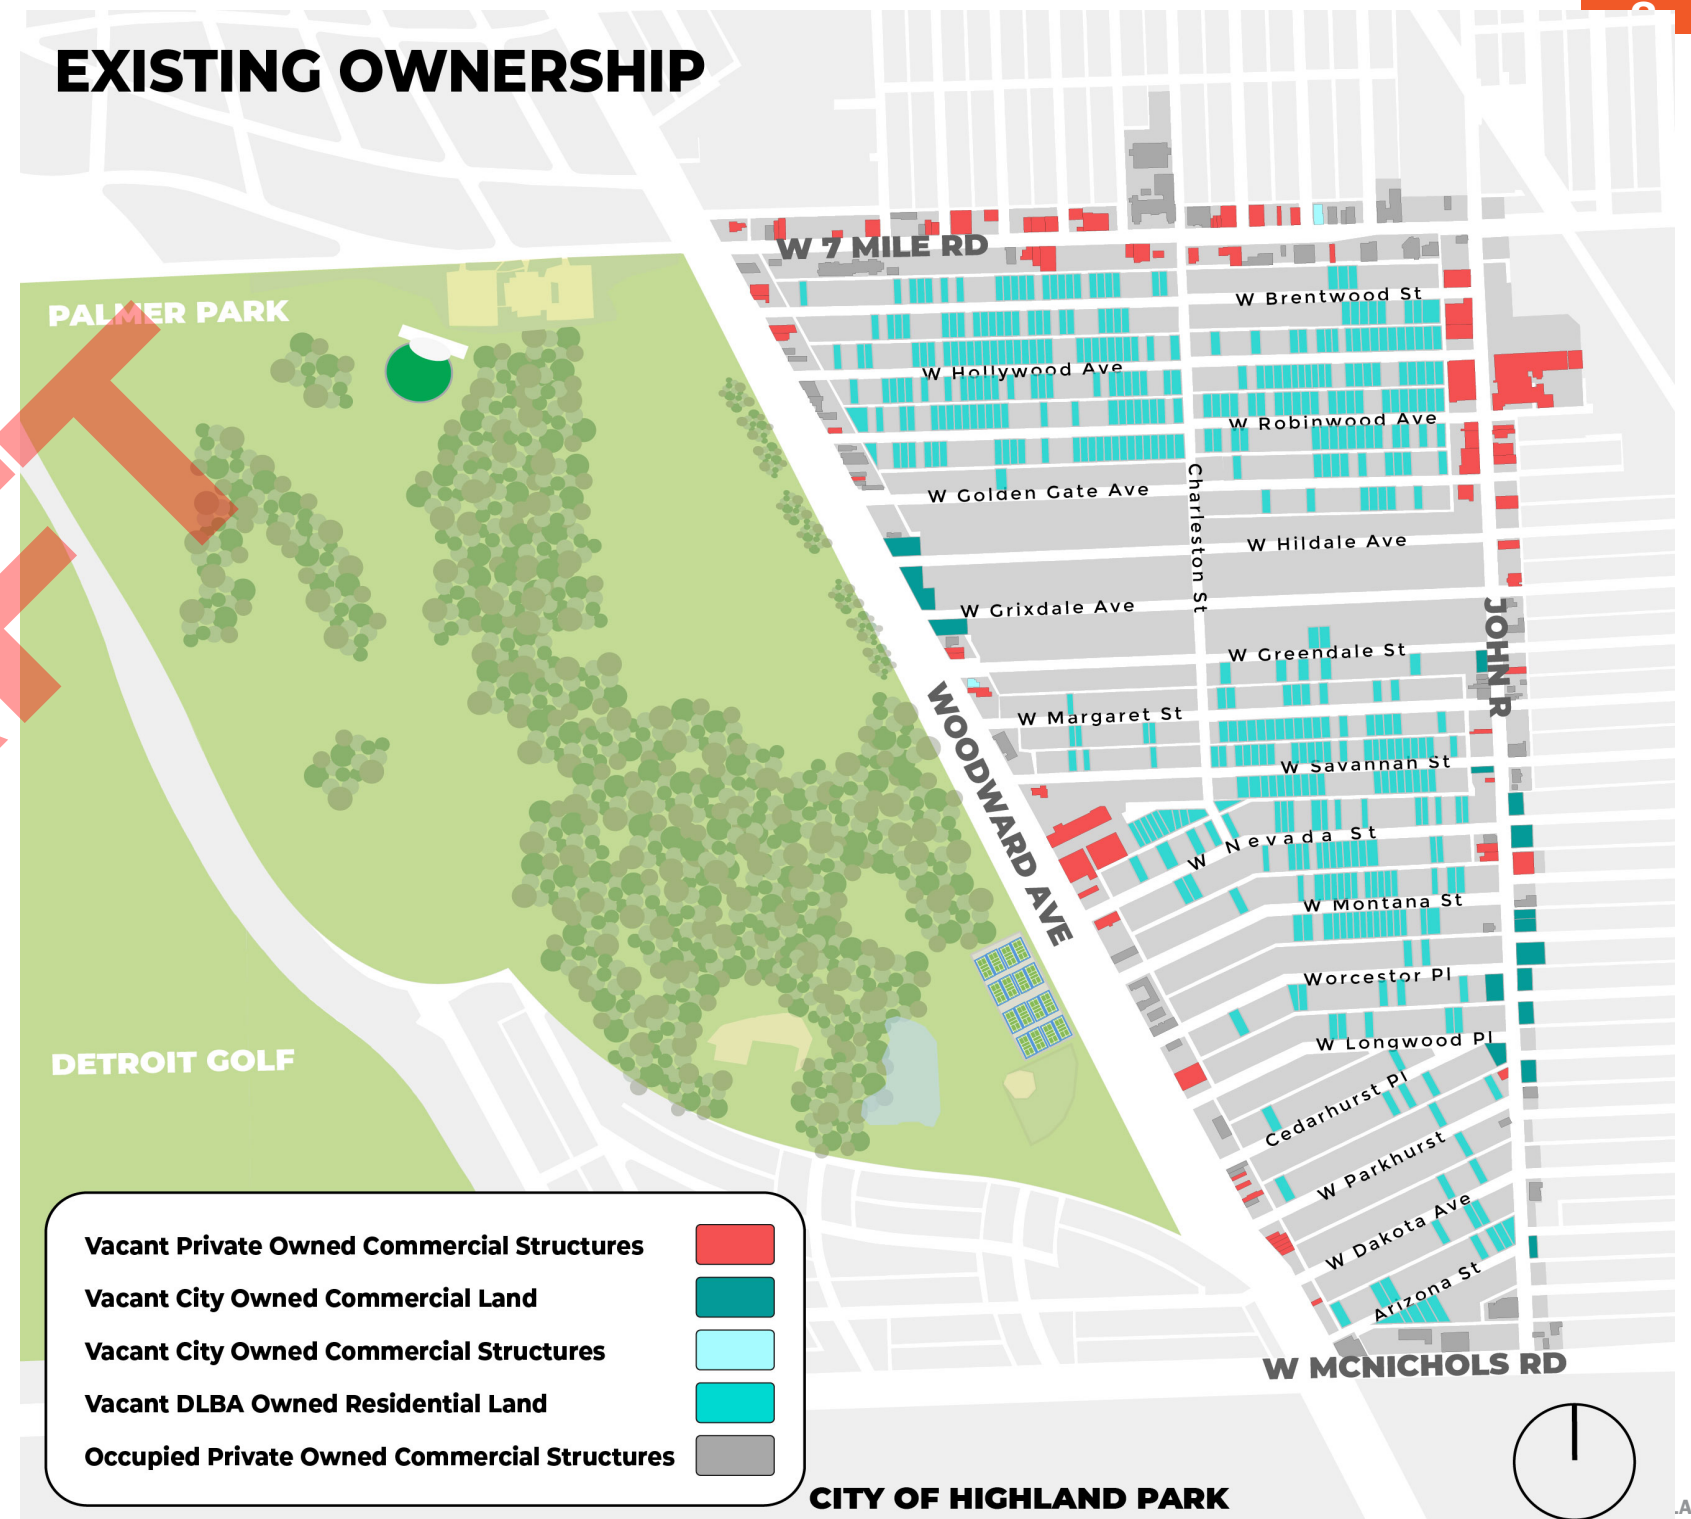 EXISTING OWNERSHIP
W 7 MILE RD
PALMER PARK
W Brentwood St
W Hollywood Ave
W Robinwood Ave
W Golden Gate Ave
Charleston St
W Hildale Ave
W Grixdale Ave
JOHN R
W Greendale St
WOODWARD AVE
W Margaret St
W Savannan St
W Nevada St
W Montana St
Worcestor Pl
W Longwood Pl
DETROIT GOLF
Cedarhurst Pl
W Parkhurst
W Dakota Ave
Arizona St
W MCNICHOLS RD
Vacant Private Owned Commercial Structures
Vacant City Owned Commercial Land
Vacant City Owned Commercial Structures
Vacant DLBA Owned Residential Land
Occupied Private Owned Commercial Structures
CITY OF HIGHLAND PARK